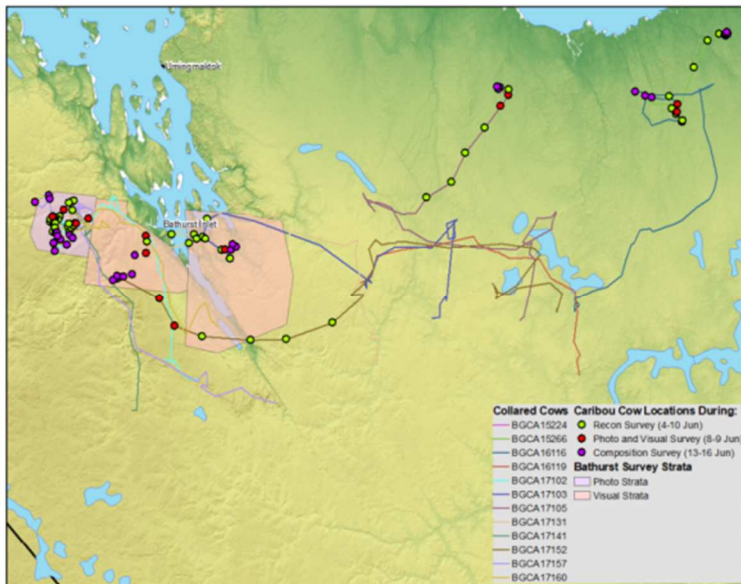 Umingmaktok
Bathurst Inlet
Collared Cows
BGCA15224
BGCA15266
BGCA16116
BGCA16119
BGCA17102
BGCA17103
BGCA17105
BGCA17131
BGCA17141
BGCA17152
BGCA17157
BGCA17160
Caribou Cow Locations During:
Recon Survey (4-10 Jun)
Photo and Visual Survey (8-9 Jun)
Composition Survey (13-16 Jun)
Bathurst Survey Strata
Photo Strata
Visual Strata